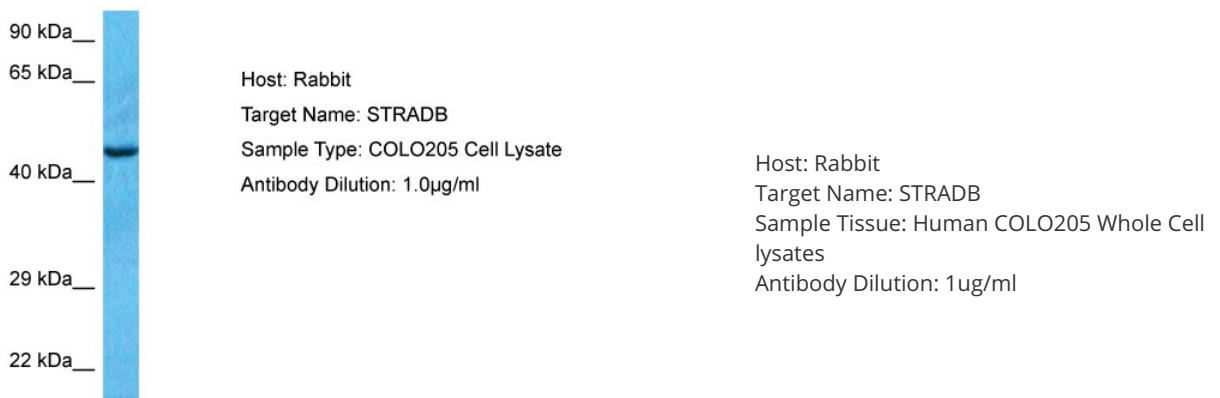 90 kDa__
65 kDa__
40 kDa__
29 kDa__
22 kDa__
Host: Rabbit
Target Name: STRADB
Sample Type: COLO205 Cell Lysate
Antibody Dilution: 1.0µg/ml
Host: Rabbit
Target Name: STRADB
Sample Tissue: Human COLO205 Whole Cell
lysates
Antibody Dilution: 1ug/ml